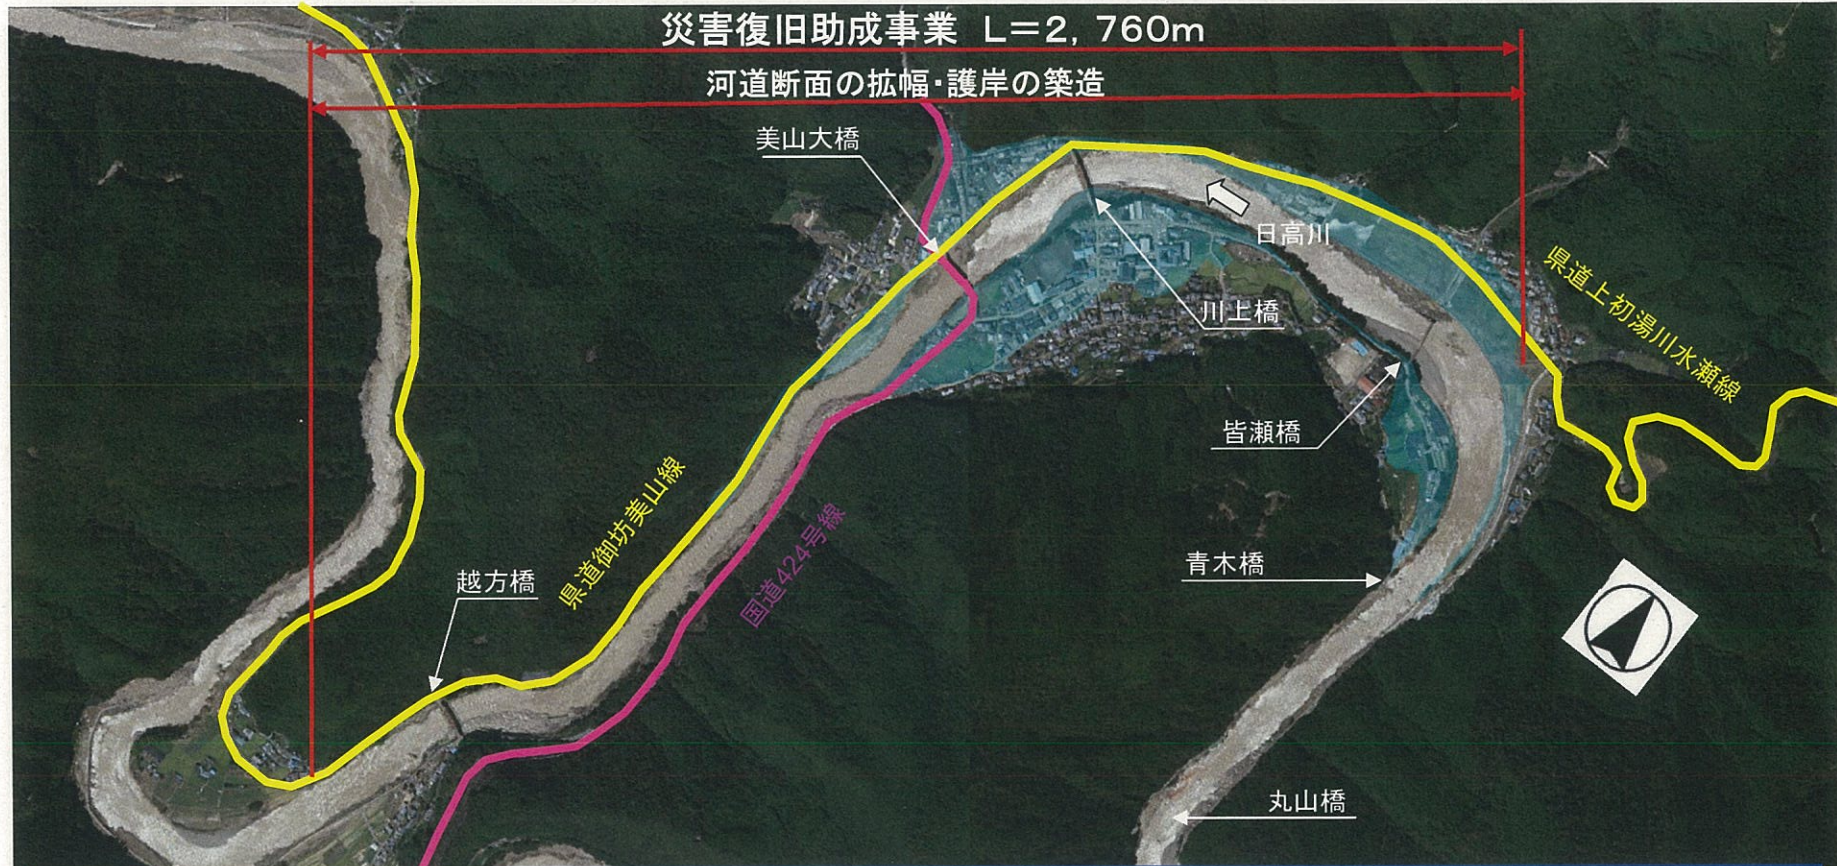 災害復旧助成事業 L=2, 760m
河道断面の拡幅・護岸の築造
美山大橋
日高川
県道上初湯川水瀬線
川上橋
皆瀬橋
県道御坊美山線
国道424号線
青木橋
越方橋
丸山橋